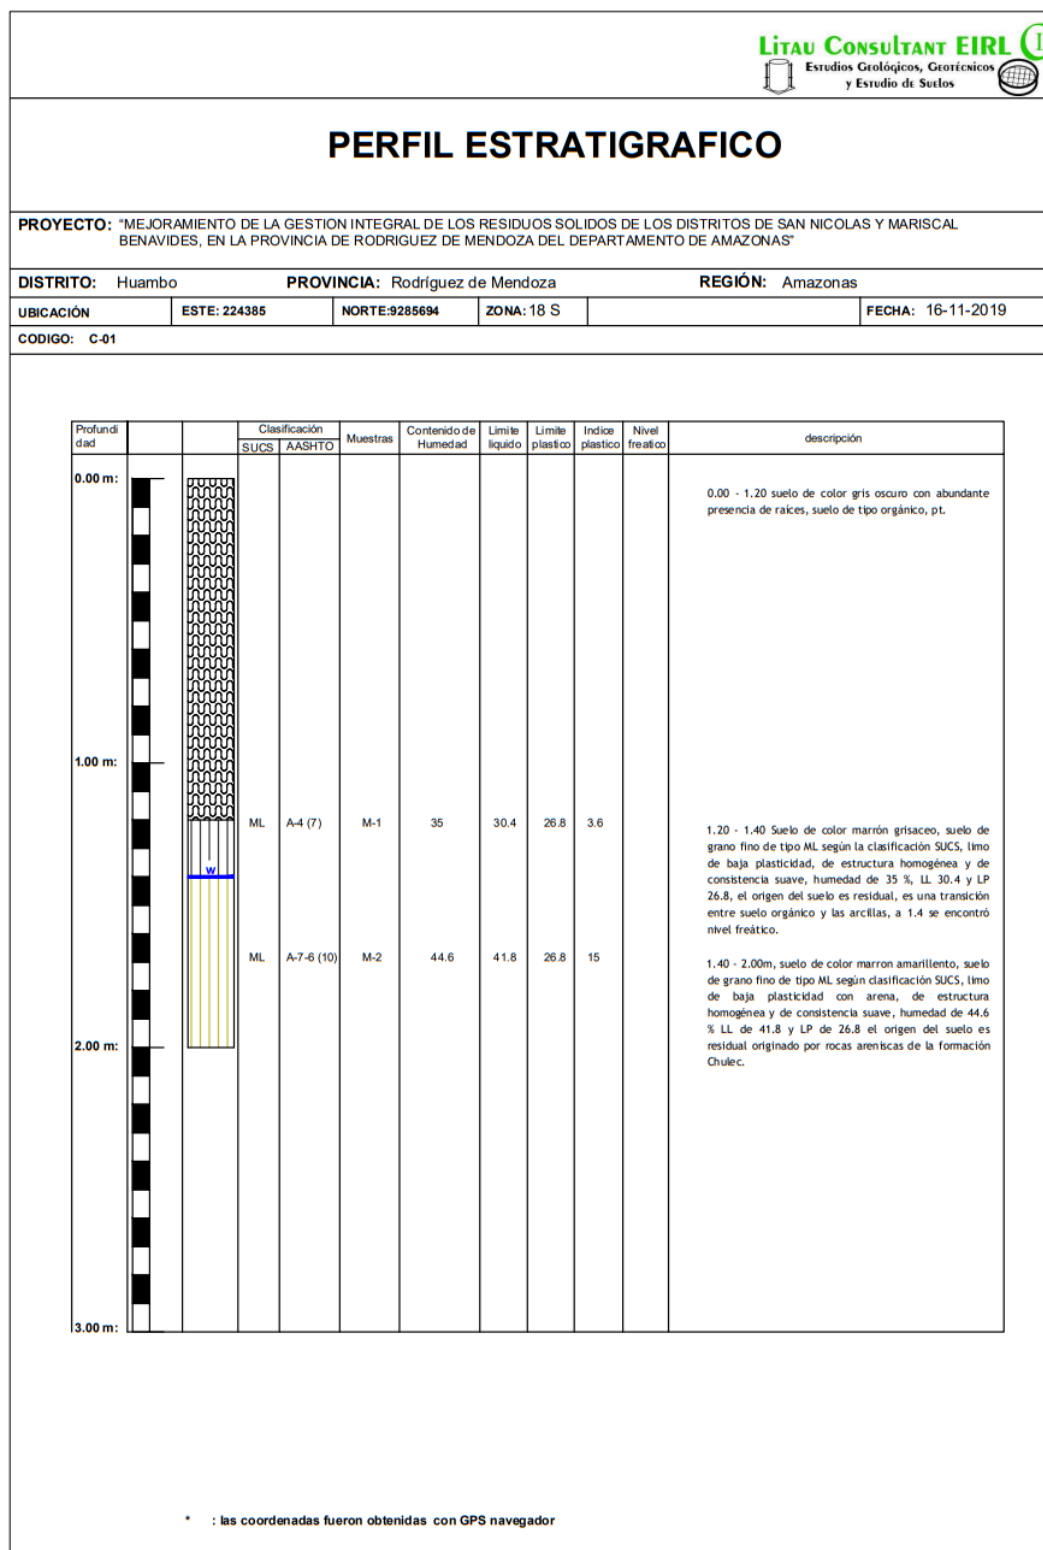 LITAU CONSULTANT EIRL
ESTUDIOS GEOLÓGICOS, GEOTÉCNICOS
Y ESTUDIO DE SUELOS
PERFIL ESTRATIGRAFICO
PROYECTO: “MEJORAMIENTO DE LA GESTION INTEGRAL DE LOS RESIDUOS SOLIDOS DE LOS DISTRITOS DE SAN NICOLAS Y MARISCAL
BENAVIDES, EN LA PROVINCIA DE RODRIGUEZ DE MENDOZA DEL DEPARTAMENTO DE AMAZONAS”
DISTRITO: Huambo PROVINCIA: Rodríguez de Mendoza REGIÓN: Amazonas
UBICACIÓN ESTE: 224385 NORTE:9285694 ZONA: 18 S FECHA: 16-11-2019
CODIGO: C-01
Profundi
dad
Clasificación
SUCS AASHTO
Muestras
Contenido de
Humedad
Limite
liquido
Limite
plastico
Indice
plastico
Nivel
freatico
descripción
0.00 m:
0.00 - 1.20 suelo de color gris oscuro con abundante
presencia de raíces, suelo de tipo orgánico, pt.
1.00 m:
ML A-4 (7) M-1 35 30.4 26.8 3.6
1.20 - 1.40 Suelo de color marrón grisaceo, suelo de
grano fino de tipo ML según la clasificación SUCS, limo
de baja plasticidad, de estructura homogénea y de
consistencia suave, humedad de 35 %, LL 30.4 y LP
26.8, el origen del suelo es residual, es una transición
entre suelo orgánico y las arcillas, a 1.4 se encontró
nivel freático.
W
ML A-7-6 (10) M-2 44.6 41.8 26.8 15
1.40 - 2.00m, suelo de color marron amarillento, suelo
de grano fino de tipo ML según clasificación SUCS, limo
de baja plasticidad con arena, de estructura
homogénea y de consistencia suave, humedad de 44.6
% LL de 41.8 y LP de 26.8 el origen del suelo es
residual originado por rocas areniscas de la formación
Chulec.
2.00 m:
3.00 m:
* : las coordenadas fueron obtenidas con GPS navegador